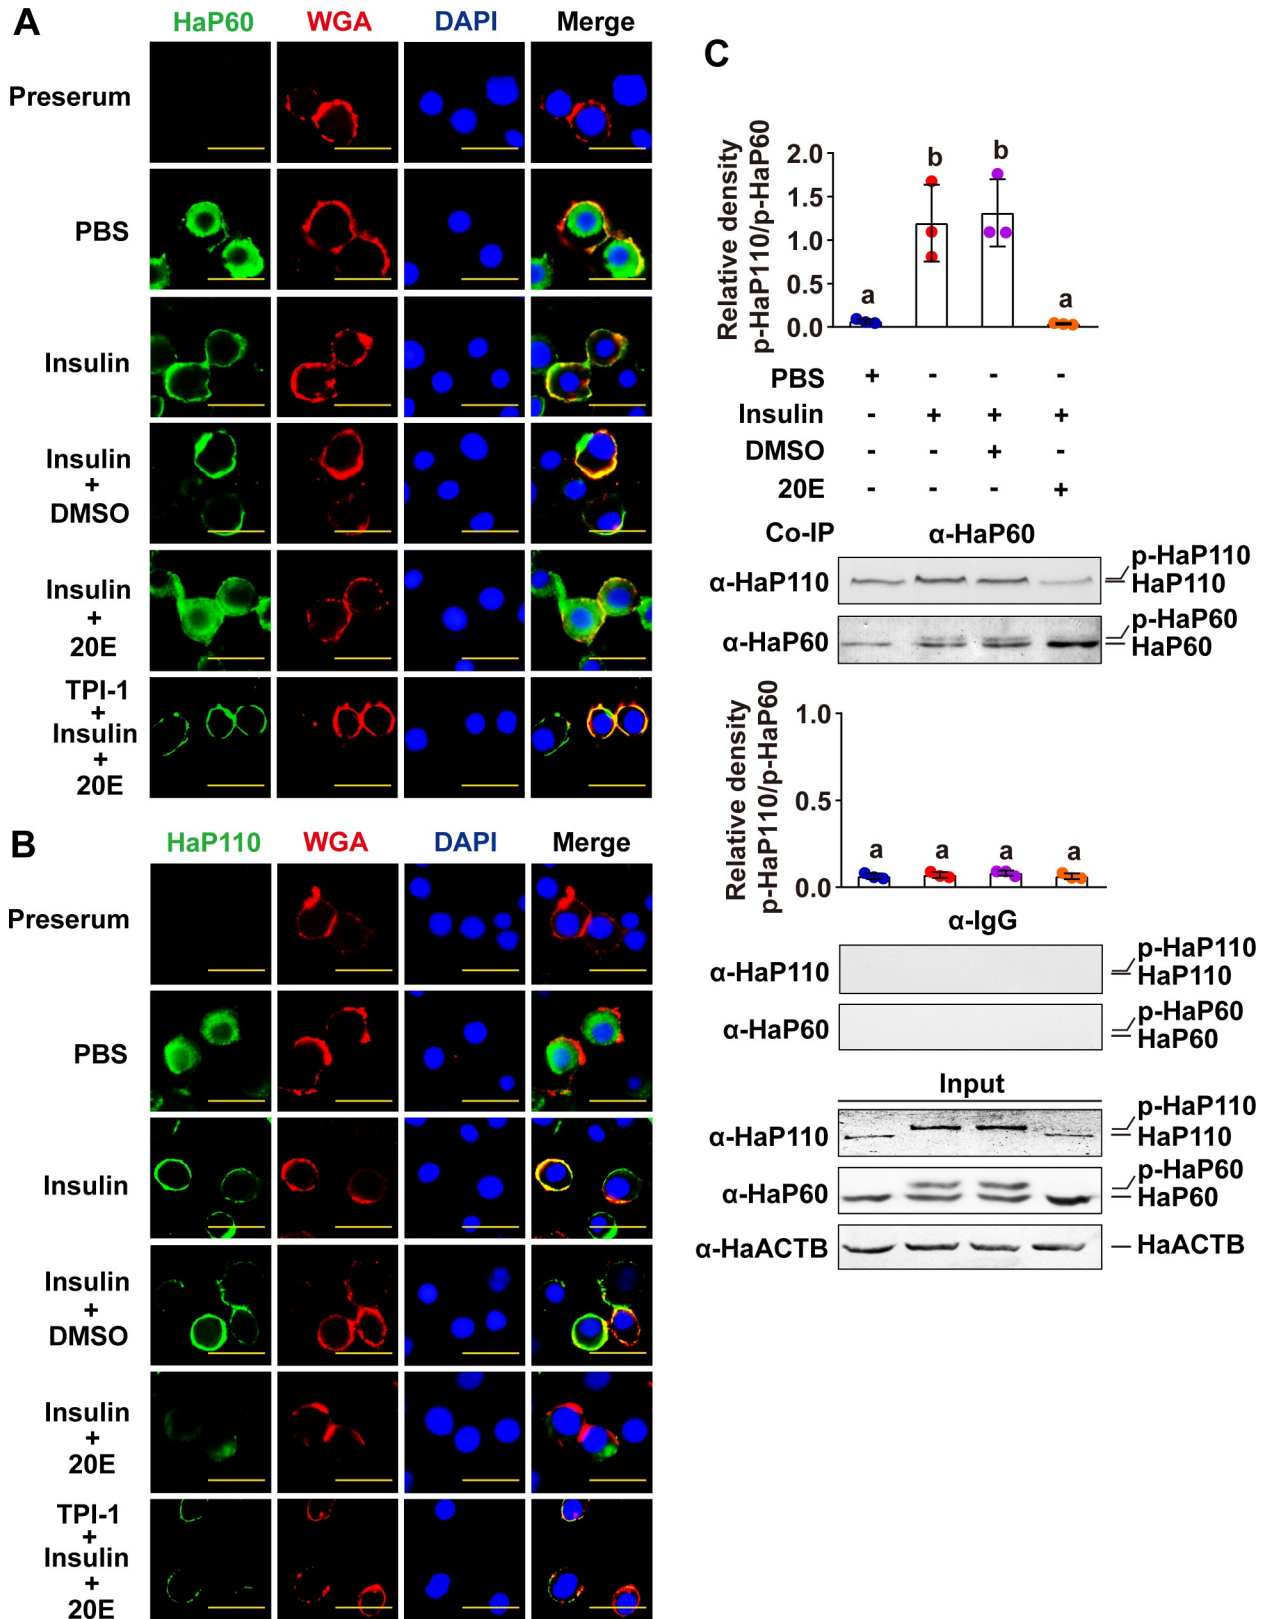 A
HaP60 WGA DAPI Merge
Preserum
PBS
Insulin
Insulin
+
DMSO
Insulin
+
20E
TPI-1
+
Insulin
+
20E
B
HaP110 WGA DAPI Merge
Preserum
PBS
Insulin
Insulin
+
DMSO
Insulin
+
20E
TPI-1
+
Insulin
+
20E
C
Relative density
p-HaP110/p-HaP60
2.0
1.5
1.0
0.5
0.0
a b b a
PBS + - - -
Insulin - + + +
DMSO - - + -
20E - - - +
Co-IP α-HaP60
α-HaP110 p-HaP110
HaP110
α-HaP60 p-HaP60
HaP60
Relative density
p-HaP110/p-HaP60
1.0
0.5
0.0
a a a a
α-IgG
α-HaP110 p-HaP110
HaP110
α-HaP60 p-HaP60
HaP60
Input
α-HaP110 p-HaP110
HaP110
α-HaP60 p-HaP60
HaP60
α-HaACTB HaACTB